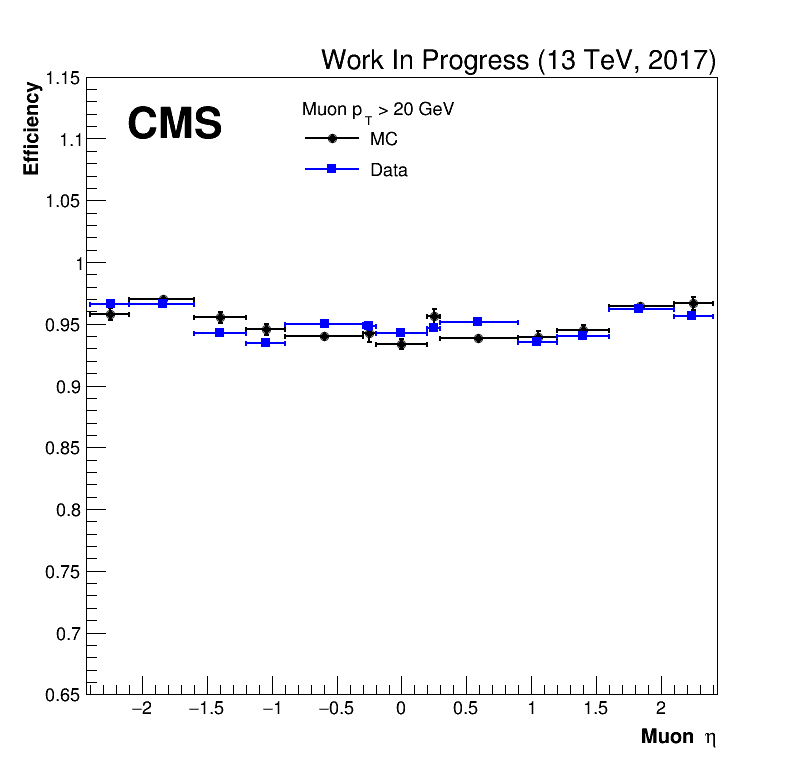 Work In Progress (13 TeV, 2017)
CMS
Muon pT > 20 GeV
MC
Data
Efficiency
1.15
1.1
1.05
1
0.95
0.9
0.85
0.8
0.75
0.7
0.65
−2 −1.5 −1 −0.5 0 0.5 1 1.5 2
Muon η